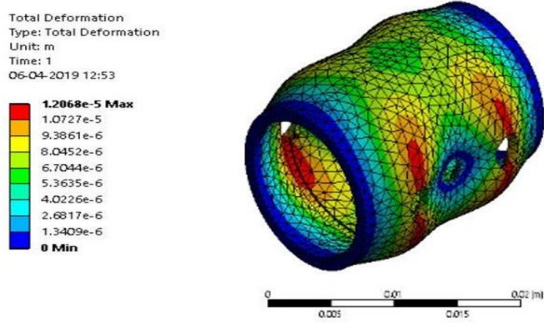 Total Deformation
Type: Total Deformation
Unit: m
Time: 1
06-04-2019 12:53
1.2068e-5 Max
1.0727e-5
9.3861e-6
8.0452e-6
6.7044e-6
5.3635e-6
4.0226e-6
2.6817e-6
1.3409e-6
0 Min
0 0.01 0.02 (m)
0.005 0.015